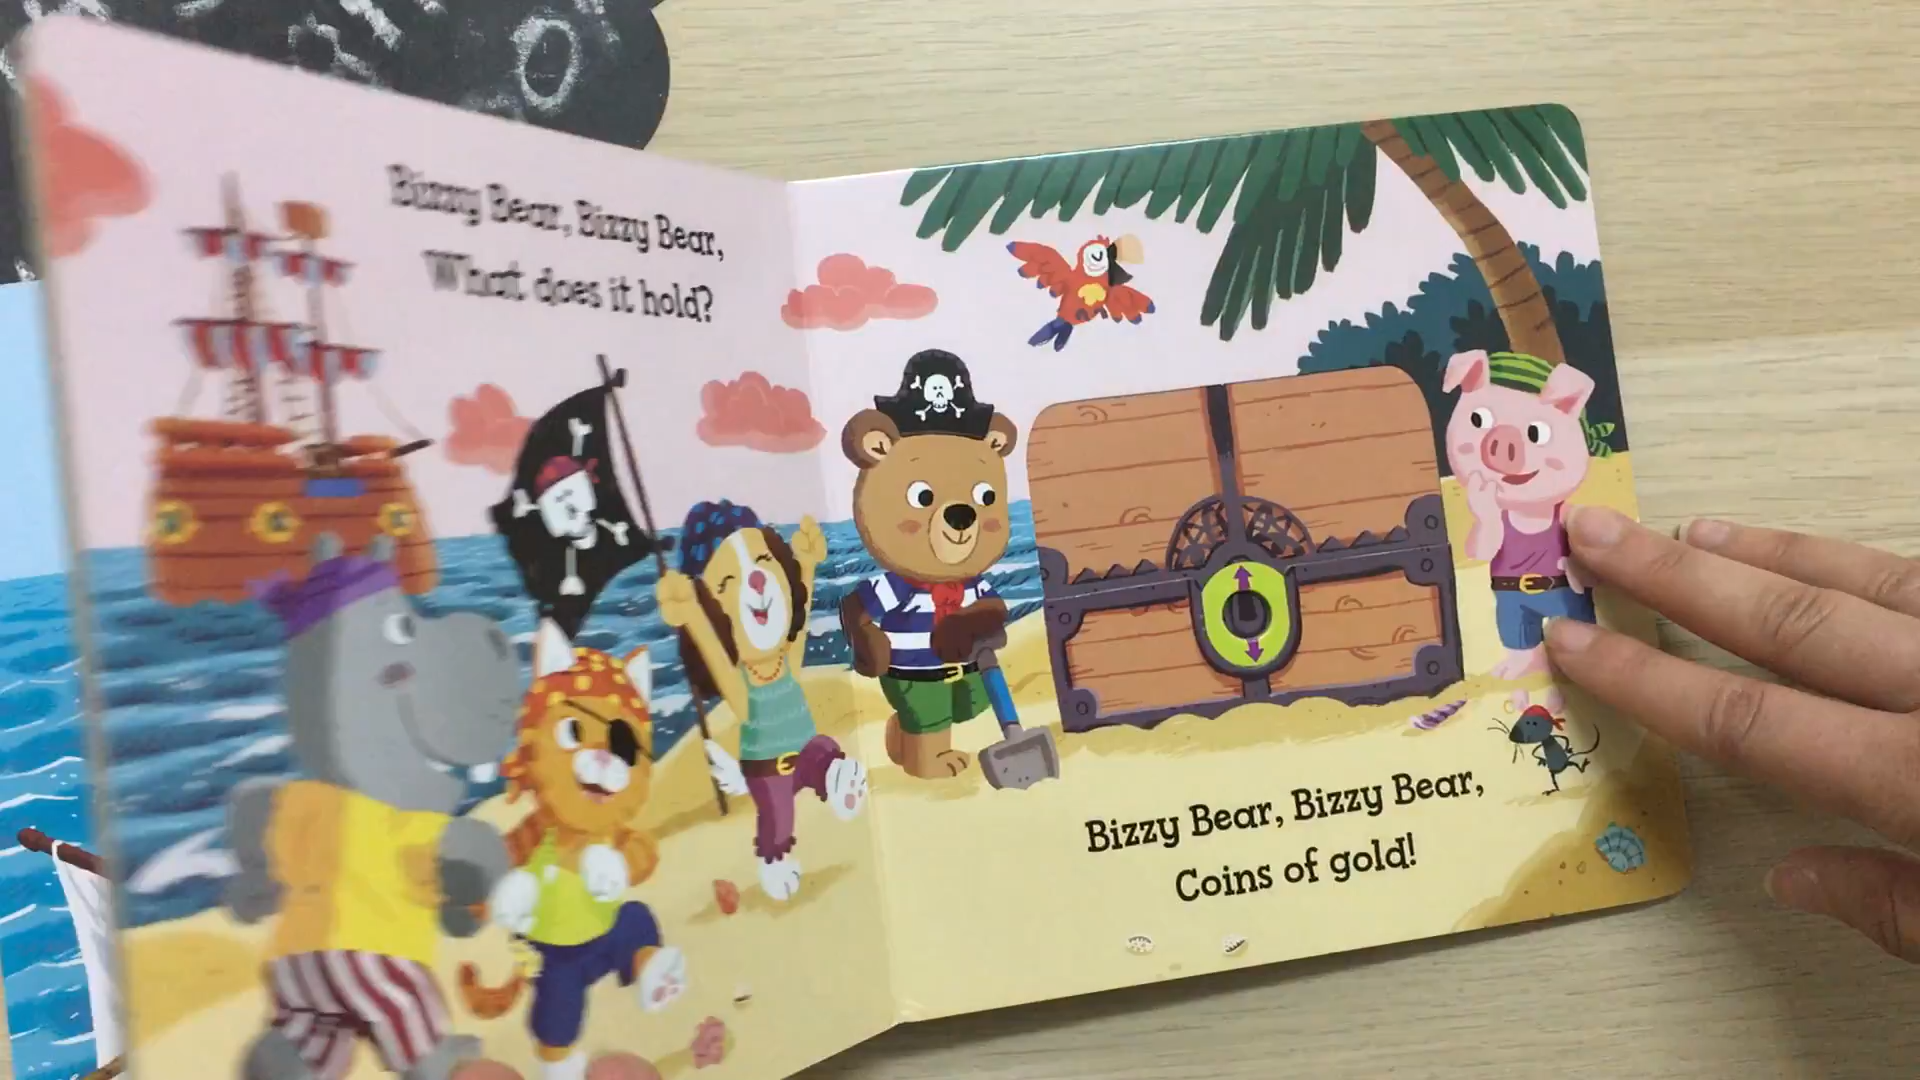 Bizzy Bear, Bizzy Bear,
What does it hold?
Bizzy Bear, Bizzy Bear,
Coins of gold!